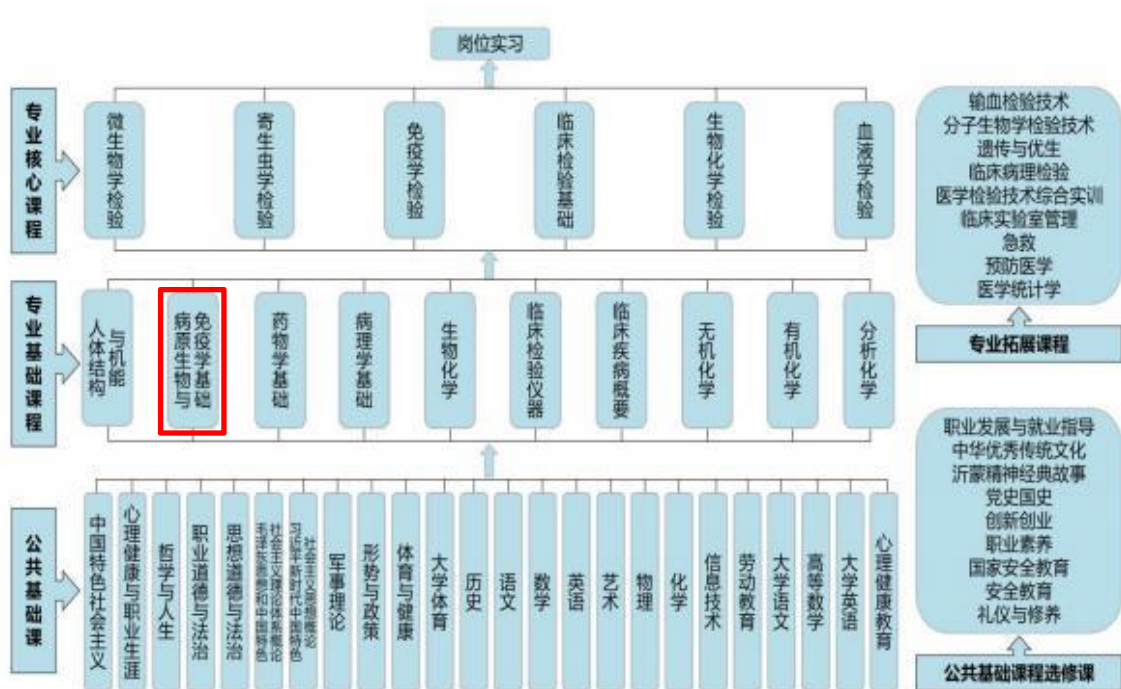 岗位实习
专业核心课程
微生物学检验
寄生虫学检验
免疫学检验
临床检验基础
生物化学检验
血液学检验
专业基础课程
人体结构
与机能
病原生物与
免疫学基础
药物学基础
病理学基础
生物化学
临床检验仪器
临床疾病概要
无机化学
有机化学
分析化学
公共基础课
中国特色社会主义
心理健康与职业生涯
哲学与人生
职业道德与法治
思想道德与法治
毛泽东思想和中国特色
社会主义理论体系概论
习近平新时代中国特色
社会主义思想概论
军事理论
形势与政策
体育与健康
大学体育
历史
语文
数学
英语
艺术
物理
化学
信息技术
劳动教育
大学语文
高等数学
大学英语
心理健康教育
输血检验技术
分子生物学检验技术
遗传与优生
临床病理检验
医学检验技术综合实训
临床实验室管理
急救
预防医学
医学统计学
专业拓展课程
职业发展与就业指导
中华优秀传统文化
沂蒙精神经典故事
党史国史
创新创业
职业素养
国家安全教育
安全教育
礼仪与修养
公共基础课程选修课